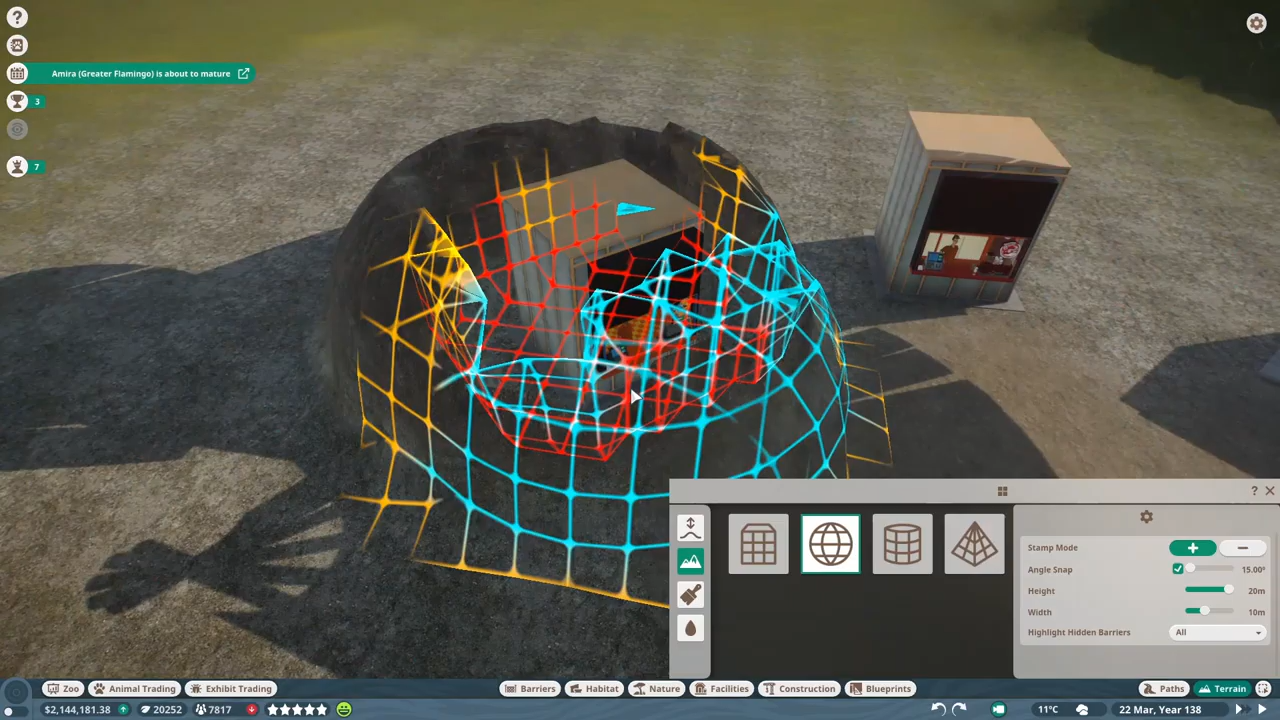 ?
Amira (Greater Flamingo) is about to mature
3
7
? ×
Stamp Mode + −
Angle Snap 15.00°
Height 20m
Width 10m
Highlight Hidden Barriers All
Zoo Animal Trading Exhibit Trading Barriers Habitat Nature Facilities Construction Blueprints Paths Terrain
$2,144,181.38 20252 7817 11°C 22 Mar, Year 138